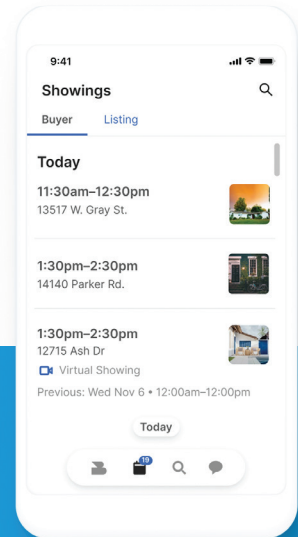 9:41
Showings
Buyer Listing
Today
11:30am–12:30pm
13517 W. Gray St.
1:30pm–2:30pm
14140 Parker Rd.
1:30pm–2:30pm
12715 Ash Dr
Virtual Showing
Previous: Wed Nov 6 • 12:00am–12:00pm
Today
19